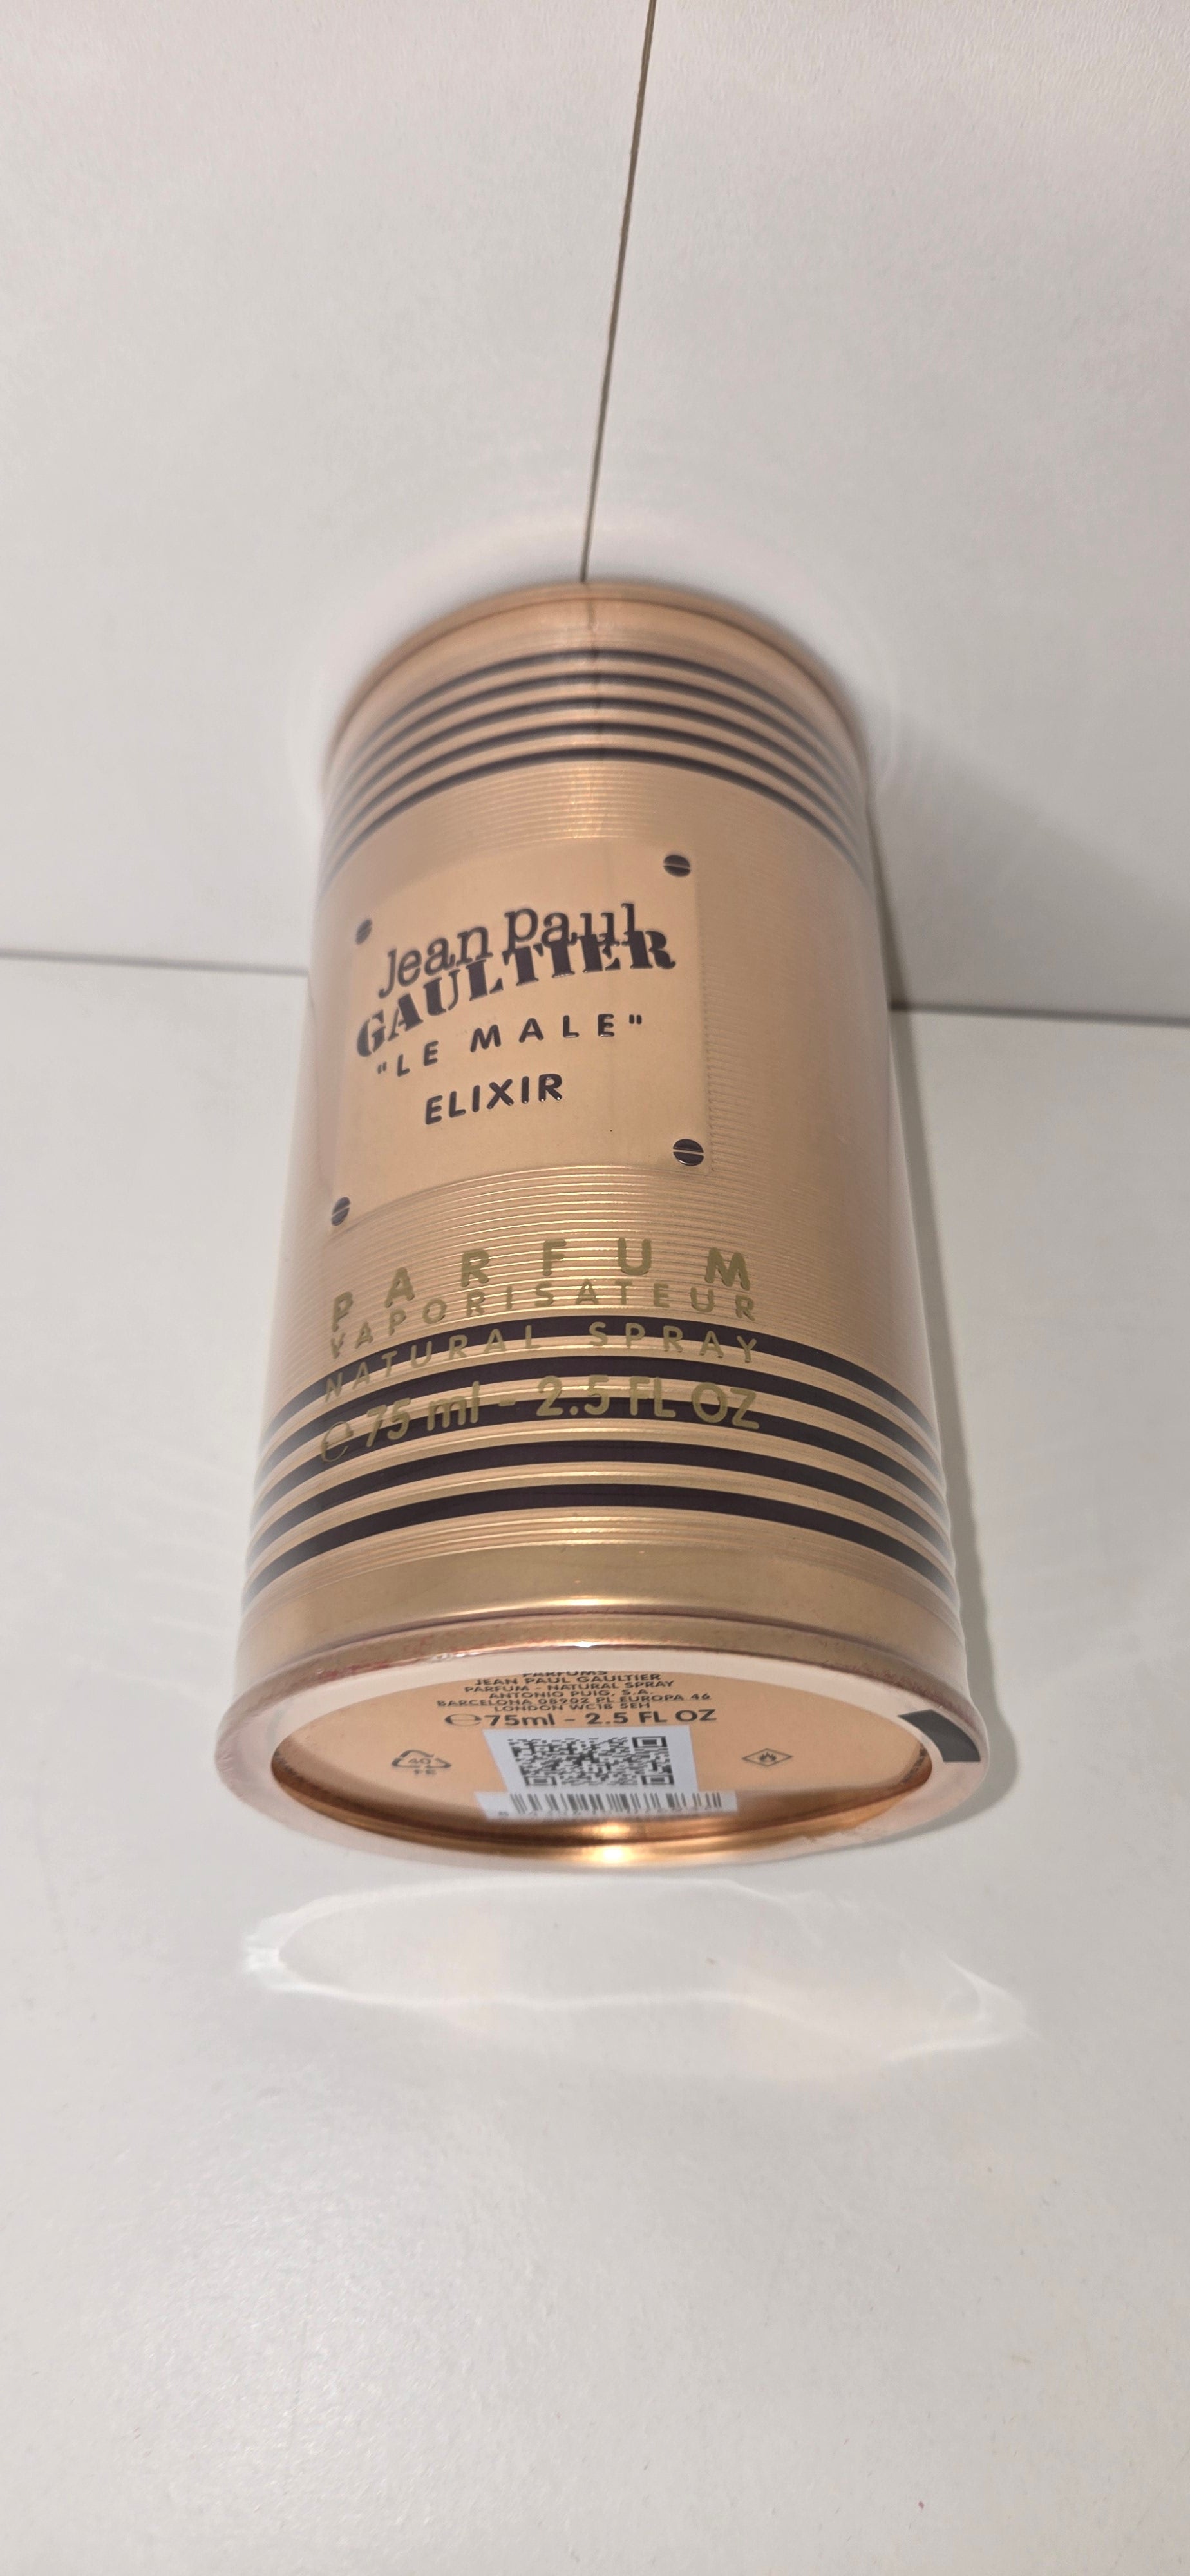 Jean Paul
GAULTIER
"LE MALE"
ELIXIR
PARFUM
VAPORISATEUR
NATURAL SPRAY
℮ 75 ml - 2.5 FL OZ
PARFUMS
JEAN PAUL GAULTIER
PARFUM - NATURAL SPRAY
ANTONIO PUIG, S.A.
BARCELONA 08902 PL EUROPA 46
LONDON WC1B 5EH
℮75ml - 2.5 FL OZ
40
FE